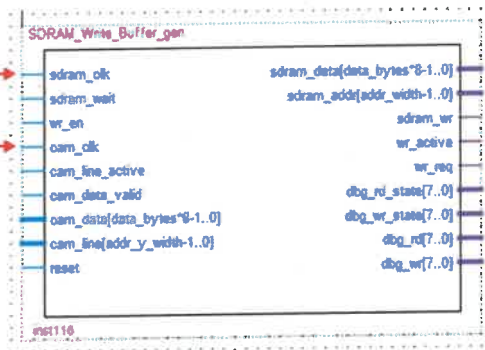 SDRAM_Write_Buffer_gen
sdram_clk
sdram_wait
wr_en
cam_clk
cam_line_active
cam_data_valid
cam_data[data_bytes*8-1..0]
cam_line[addr_y_width-1..0]
reset
sdram_data[data_bytes*8-1..0]
sdram_addr[addr_width-1..0]
sdram_wr
wr_active
wr_req
dbg_rd_state[7..0]
dbg_wr_state[7..0]
dbg_rd[7..0]
dbg_wr[7..0]
inst116